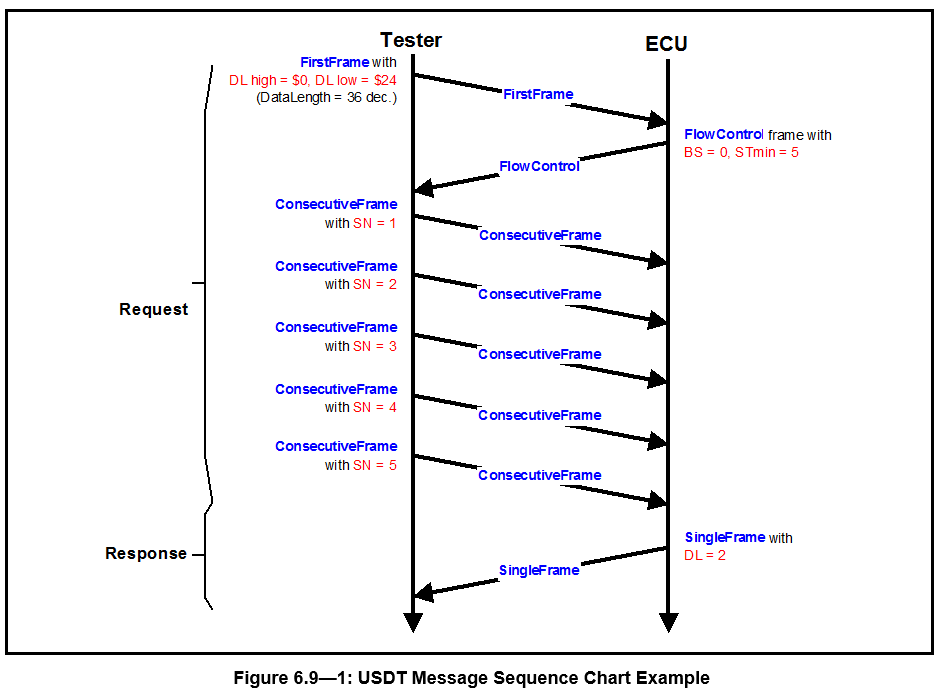 Tester
ECU
FirstFrame with
DL high = $0, DL low = $24
(DataLength = 36 dec.)
FirstFrame
FlowControl frame with
BS = 0, STmin = 5
FlowControl
ConsecutiveFrame
with SN = 1
ConsecutiveFrame
ConsecutiveFrame
with SN = 2
ConsecutiveFrame
Request
ConsecutiveFrame
with SN = 3
ConsecutiveFrame
ConsecutiveFrame
with SN = 4
ConsecutiveFrame
ConsecutiveFrame
with SN = 5
ConsecutiveFrame
Response
SingleFrame with
DL = 2
SingleFrame
Figure 6.9—1: USDT Message Sequence Chart Example